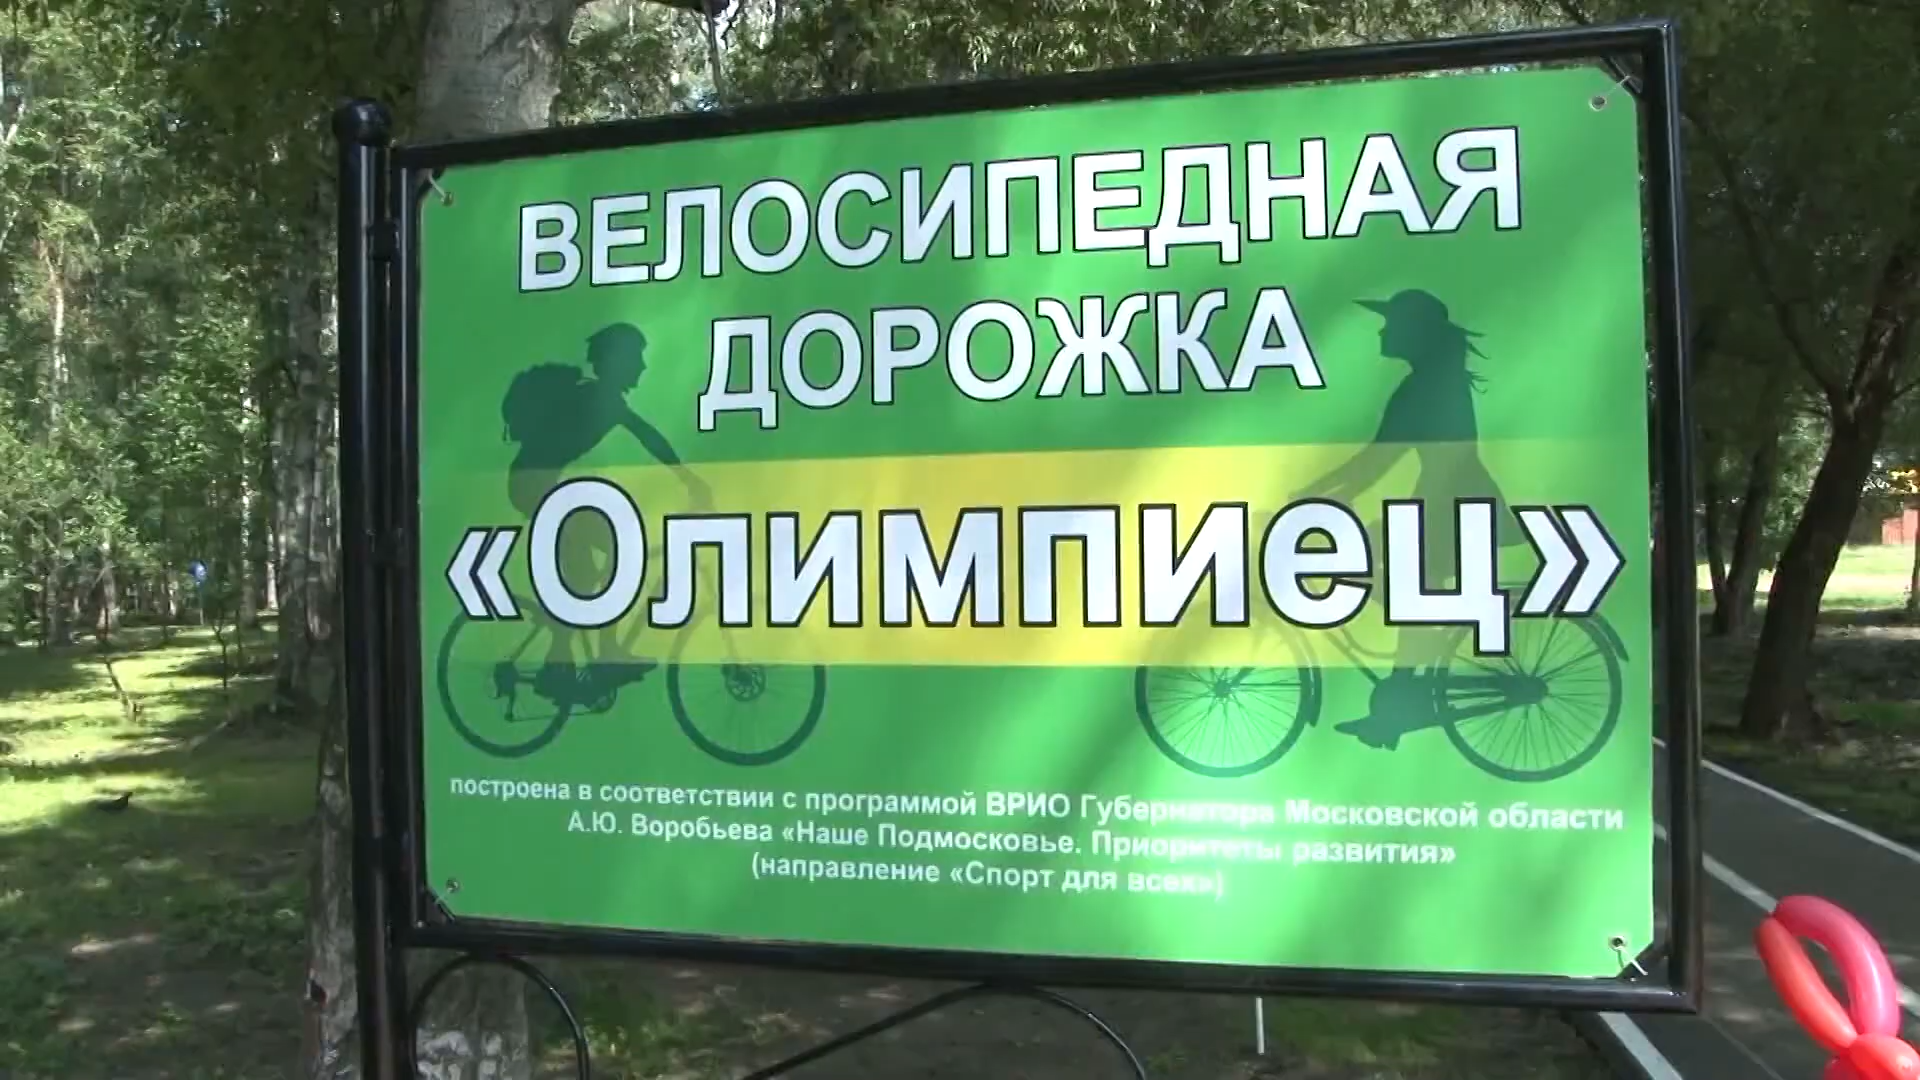 ВЕЛОСИПЕДНАЯ
ДОРОЖКА
«Олимпиец»
построена в соответствии с программой ВРИО Губернатора Московской области
А.Ю. Воробьева «Наше Подмосковье. Приоритеты развития»
(направление «Спорт для всех»)